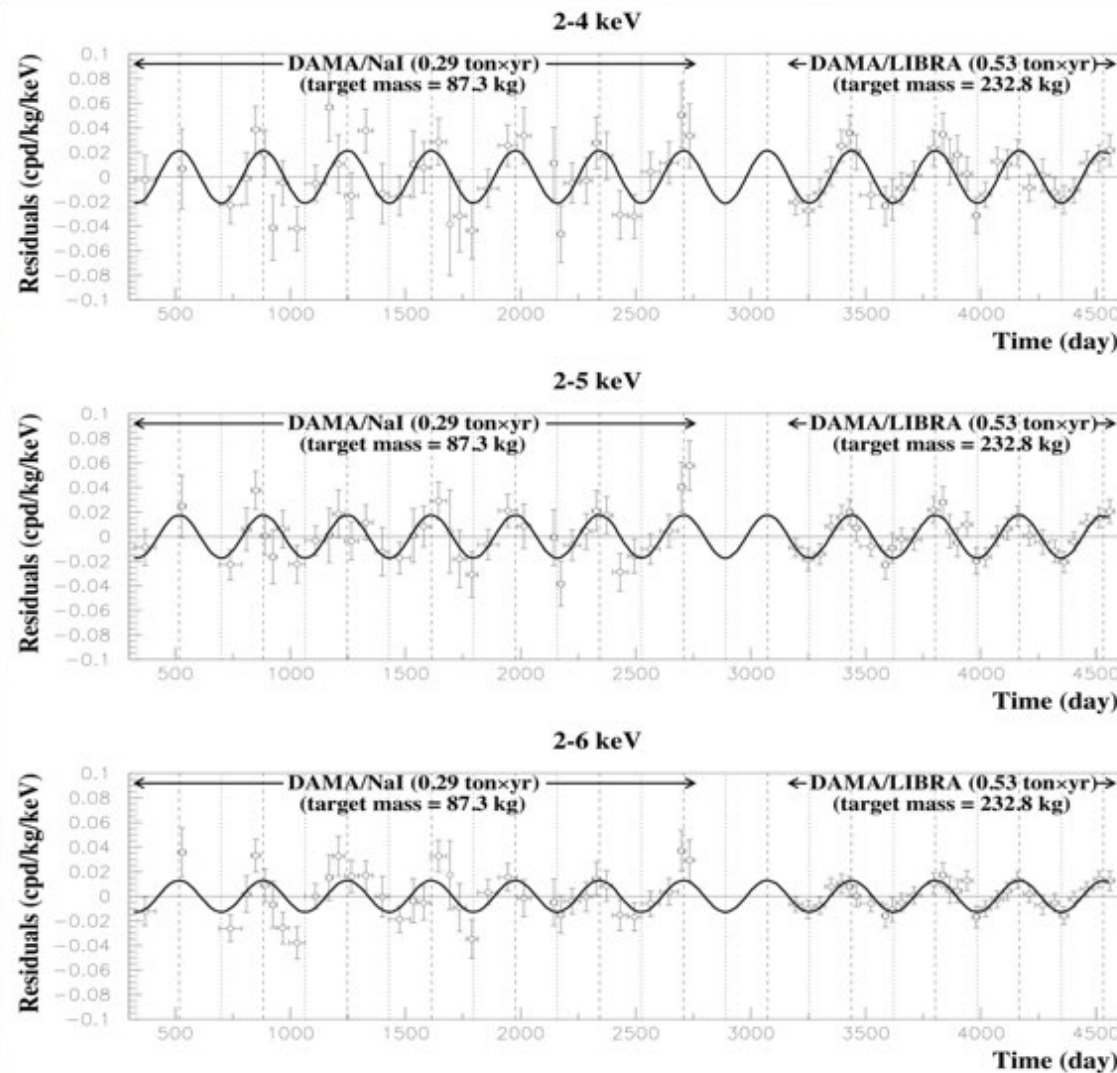 2-4 keV
Residuals (cpd/kg/keV)
DAMA/NaI (0.29 ton×yr)
(target mass = 87.3 kg)
DAMA/LIBRA (0.53 ton×yr)
(target mass = 232.8 kg)
0.1
0.08
0.06
0.04
0.02
0
-0.02
-0.04
-0.06
-0.08
-0.1
500 1000 1500 2000 2500 3000 3500 4000 4500
Time (day)
2-5 keV
Residuals (cpd/kg/keV)
DAMA/NaI (0.29 ton×yr)
(target mass = 87.3 kg)
DAMA/LIBRA (0.53 ton×yr)
(target mass = 232.8 kg)
0.1
0.08
0.06
0.04
0.02
0
-0.02
-0.04
-0.06
-0.08
-0.1
500 1000 1500 2000 2500 3000 3500 4000 4500
Time (day)
2-6 keV
Residuals (cpd/kg/keV)
DAMA/NaI (0.29 ton×yr)
(target mass = 87.3 kg)
DAMA/LIBRA (0.53 ton×yr)
(target mass = 232.8 kg)
0.1
0.08
0.06
0.04
0.02
0
-0.02
-0.04
-0.06
-0.08
-0.1
500 1000 1500 2000 2500 3000 3500 4000 4500
Time (day)